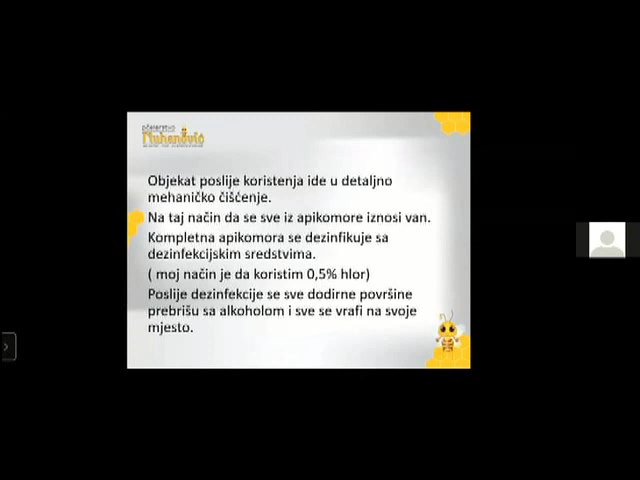 pčelarstvo
Muhanović
Objekat poslije koristenja ide u detaljno
mehaničko čišćenje.
Na taj način da se sve iz apikomore iznosi van.
Kompletna apikomora se dezinfikuje sa
dezinfekcijskim sredstvima.
( moj način je da koristim 0,5% hlor)
Poslije dezinfekcije se sve dodirne površine
prebrišu sa alkoholom i sve se vrafi na svoje
mjesto.